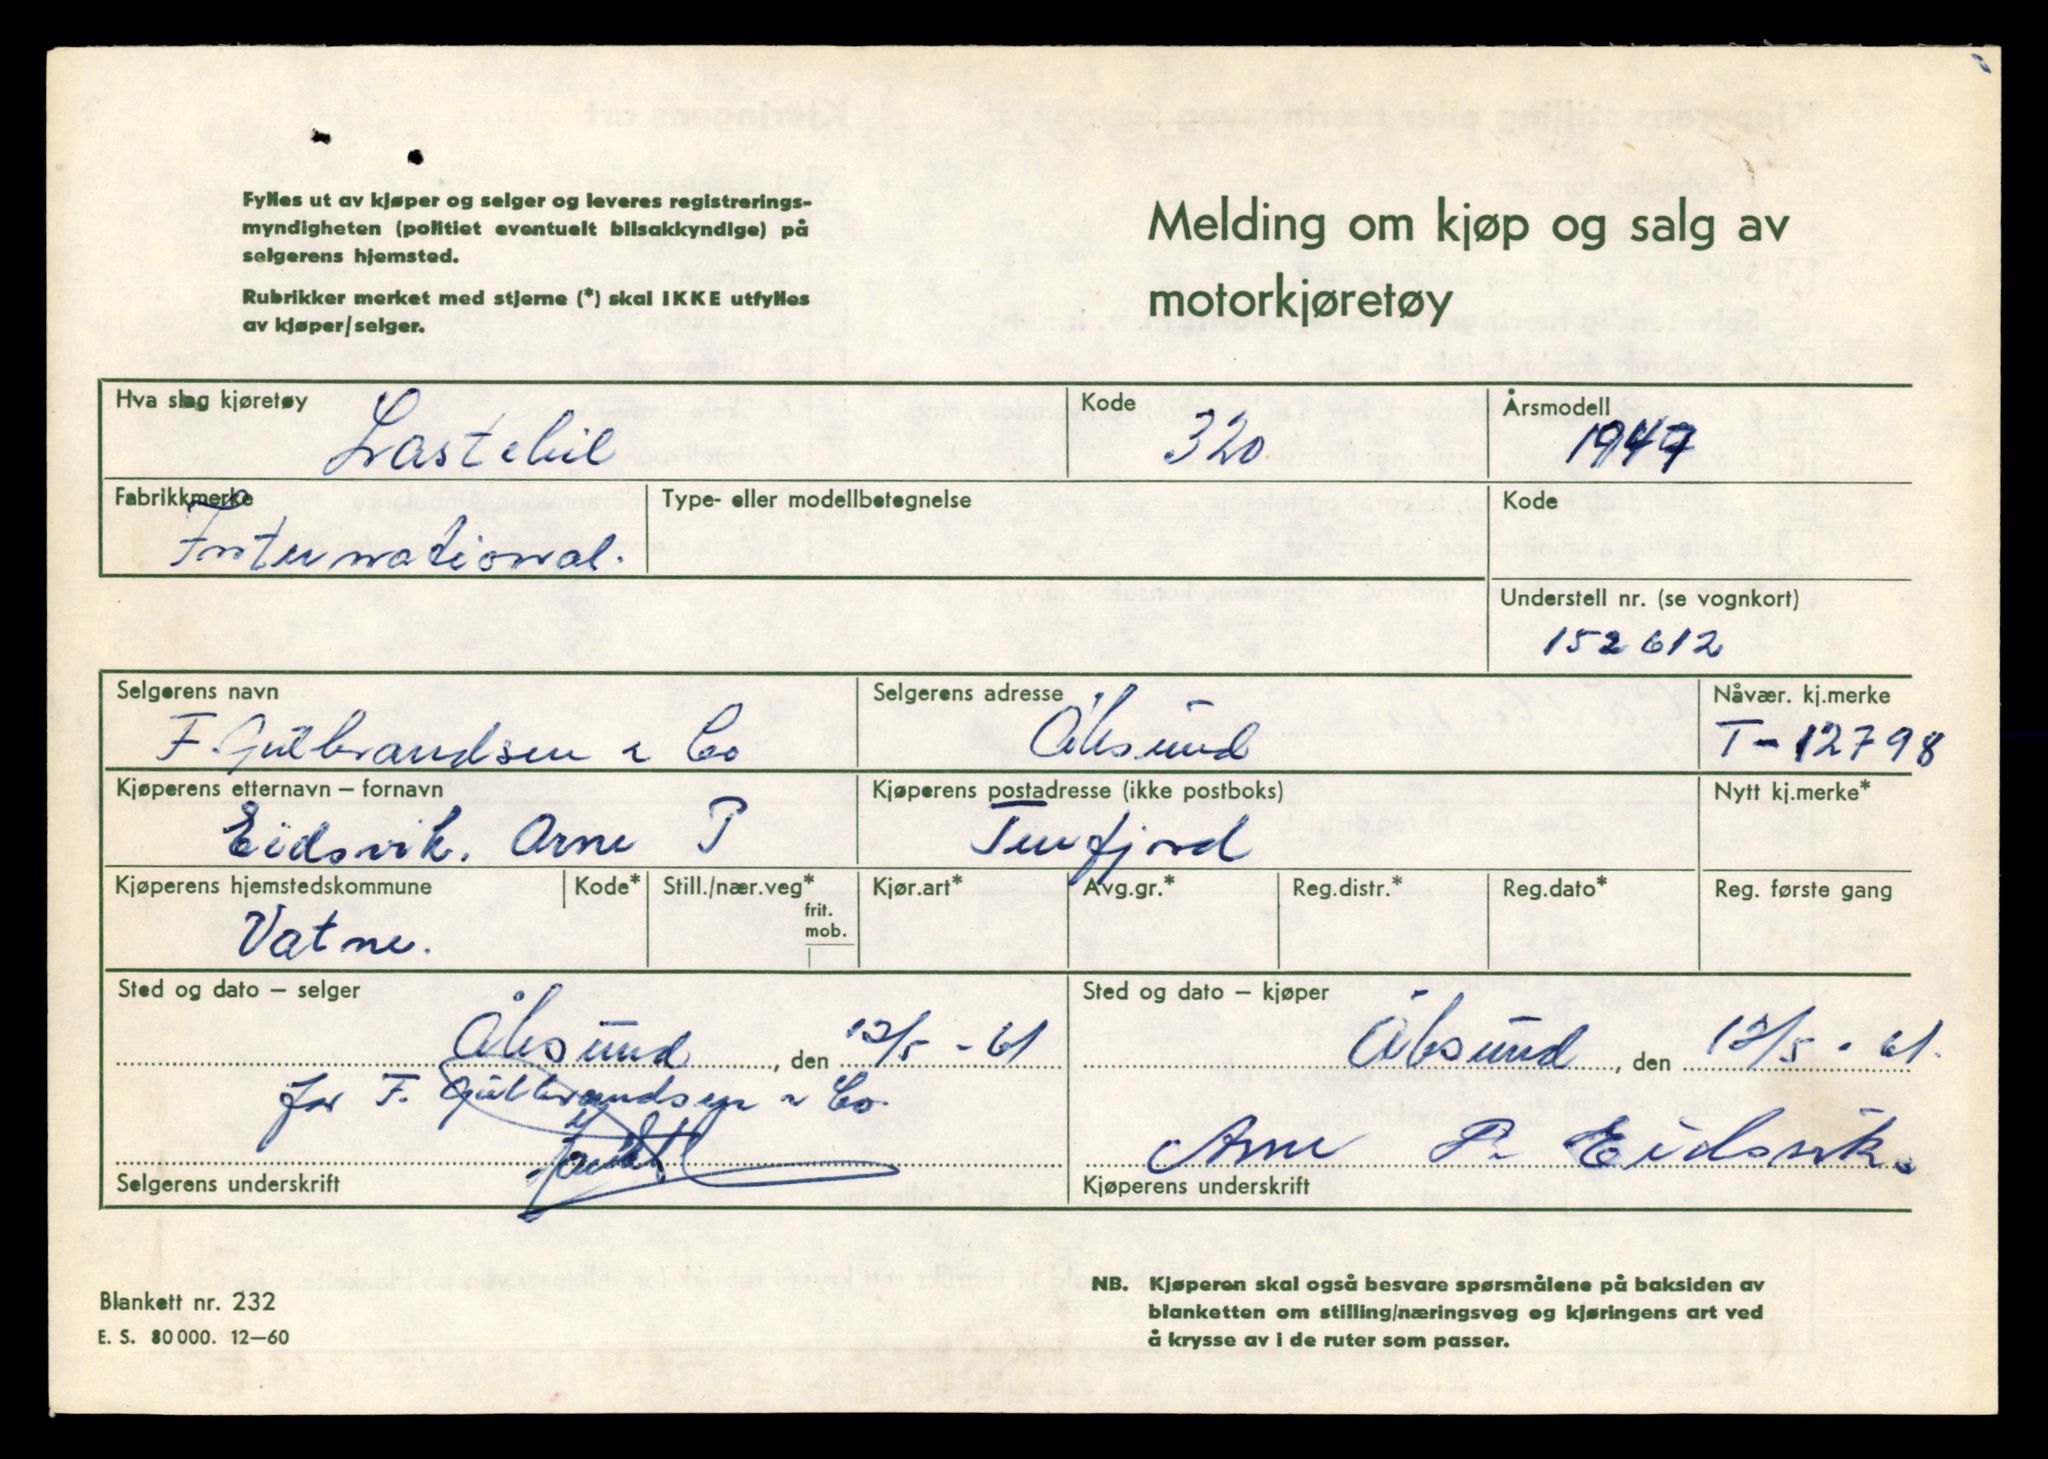 Fylles ut av kjøper og selger og leveres registrerings-
myndigheten (politiet eventuelt bilsakkyndige) på
selgerens hjemsted.
Rubrikker merket med stjerne (*) skal IKKE utfylles
av kjøper/selger.
Melding om kjøp og salg av
motorkjøretøy
Hva slag kjøretøy
Lastebil
Kode
320
Årsmodell
1947
Fabrikkmerke
International.
Type- eller modellbetegnelse
Kode
Understell nr. (se vognkort)
152612
Selgerens navn
F. Gulbrandsen & Co
Selgerens adresse
Ålesund
Nåvær. kj.merke
T-12798
Kjøperens etternavn – fornavn
Eidsvik, Arne P
Kjøperens postadresse (ikke postboks)
Tenfjord
Nytt kj.merke*
Kjøperens hjemstedskommune
Vatne.
Kode*
Still./nær.veg*
frit.
mob.
Kjør.art*
Avg.gr.*
Reg.distr.*
Reg.dato*
Reg. første gang
Sted og dato – selger
Ålesund, den 12/5 - 61
for F. Gulbrandsen & Co.
Selgerens underskrift
Sted og dato – kjøper
Ålesund, den 12/5 - 61.
Arne P. Eidsvik.
Kjøperens underskrift
Blankett nr. 232
E. S. 80 000. 12–60
NB. Kjøperen skal også besvare spørsmålene på baksiden av
blanketten om stilling/næringsveg og kjøringens art ved
å krysse av i de ruter som passer.